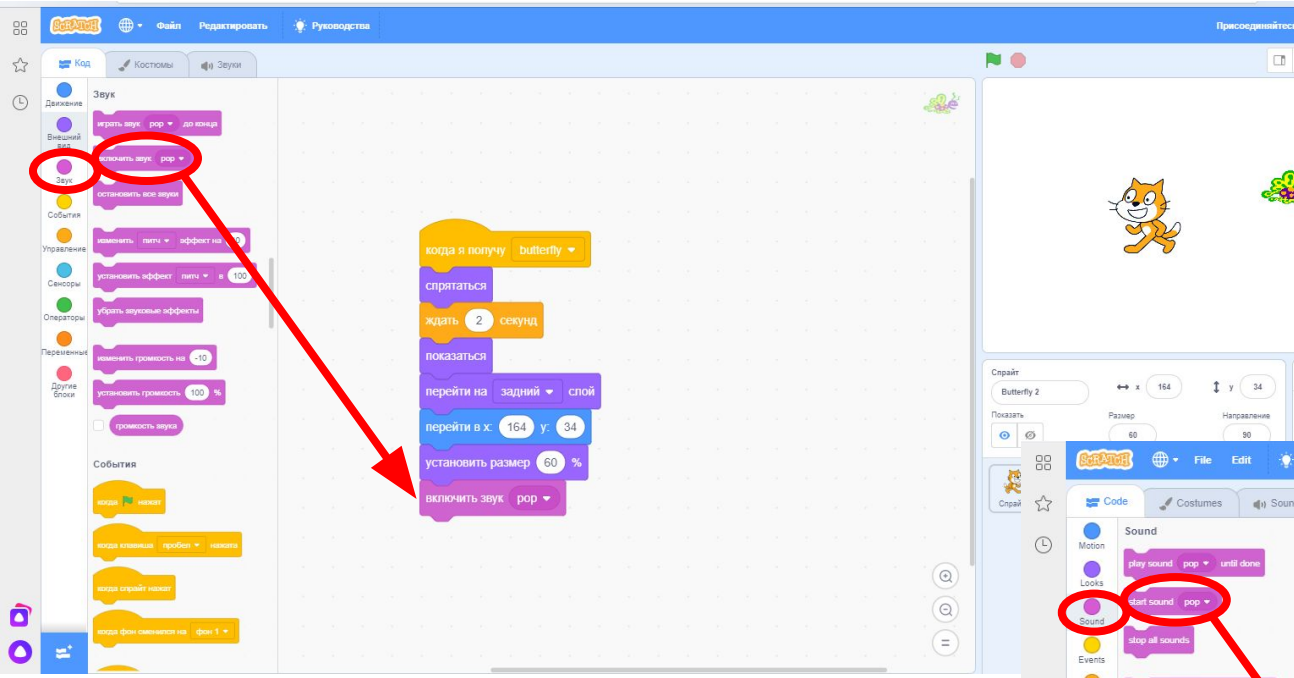 SCRATCH Файл Редактировать Руководства Присоединяйтесь
Код Костюмы Звуки
Движение
Внешний
вид
Звук
События
Управление
Сенсоры
Операторы
Переменные
Другие
блоки
Звук
играть звук pop до конца
включить звук pop
остановить все звуки
изменить питч эффект на
установить эффект питч в 100
убрать звуковые эффекты
изменить громкость на -10
установить громкость 100 %
громкость звука
События
когда нажат
когда клавиша пробел нажата
когда спрайт нажат
когда фон сменился на фон 1
когда я получу butterfly
спрятаться
ждать 2 секунд
показаться
перейти на задний слой
перейти в x: 164 y: 34
установить размер 60 %
включить звук pop
Спрайт
Butterfly 2 x 164 y 34
Показать Размер Направление
60 90
Спрай
SCRATCH File Edit
Code Costumes Soun
Motion
Looks
Sound
Events
Sound
play sound pop until done
start sound pop
stop all sounds